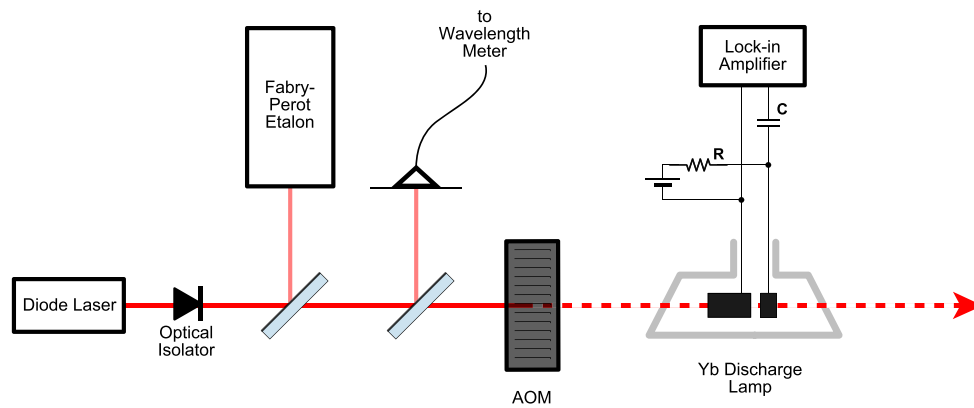 to
Wavelength
Meter
Lock-in
Amplifier
Fabry-
Perot
Etalon
C
R
Diode Laser
Optical
Isolator
AOM
Yb Discharge
Lamp